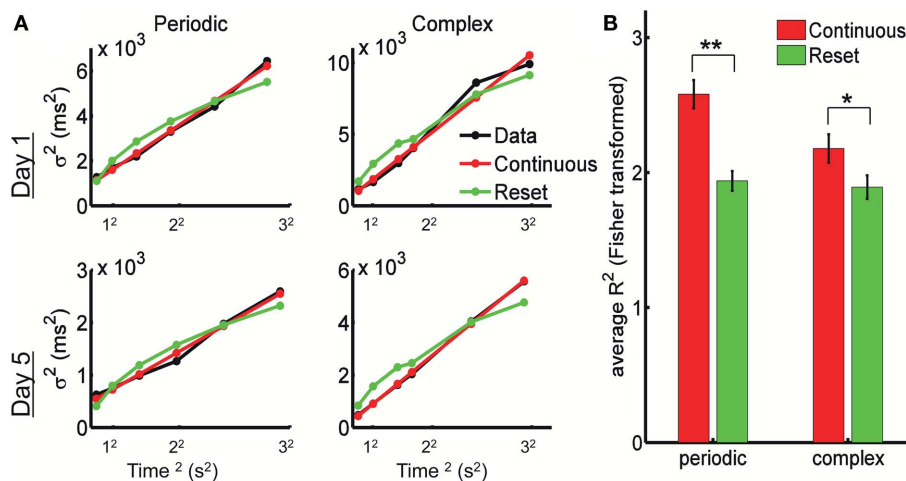 A
Periodic
Complex
B
x 10³
6
4
2
0
1²
2²
3²
Day 1
σ² (ms²)
x 10³
10
5
0
1²
2²
3²
Data
Continuous
Reset
x 10³
3
2
1
0
1²
2²
3²
Day 5
σ² (ms²)
Time ² (s²)
x 10³
6
4
2
0
1²
2²
3²
Time ² (s²)
3
2
1
0
average R² (Fisher transformed)
Continuous
Reset
**
*
periodic
complex